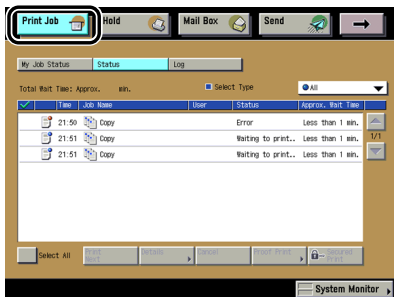 Print Job Hold Mail Box Send
My Job Status Status Log
Total Wait Time: Approx. min. Select Type All
Time Job Name User Status Approx. Wait Time
21:50 Copy Error Less than 1 min.
21:51 Copy Waiting to print.. Less than 1 min.
21:51 Copy Waiting to print.. Less than 1 min.
1/1
Select All Print Next Details Cancel Proof Print Secured Print
System Monitor